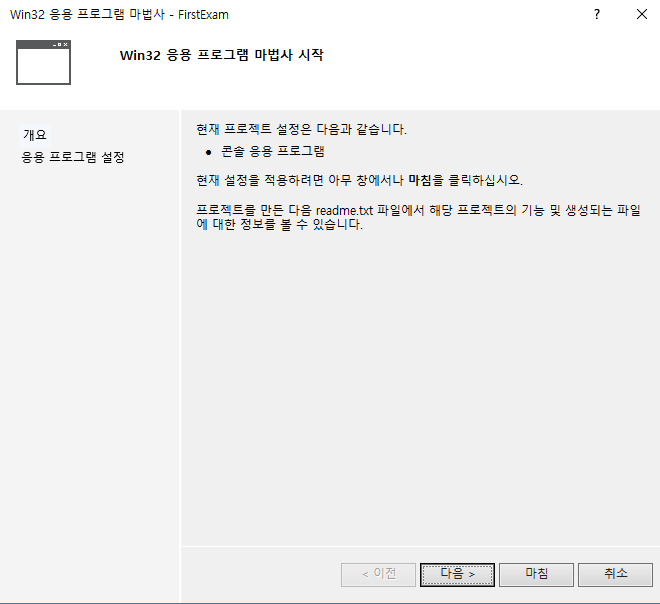 Win32 응용 프로그램 마법사 - FirstExam
?
Win32 응용 프로그램 마법사 시작
개요
응용 프로그램 설정
현재 프로젝트 설정은 다음과 같습니다.
● 콘솔 응용 프로그램
현재 설정을 적용하려면 아무 창에서나 마침을 클릭하십시오.
프로젝트를 만든 다음 readme.txt 파일에서 해당 프로젝트의 기능 및 생성되는 파일
에 대한 정보를 볼 수 있습니다.
< 이전
다음 >
마침
취소